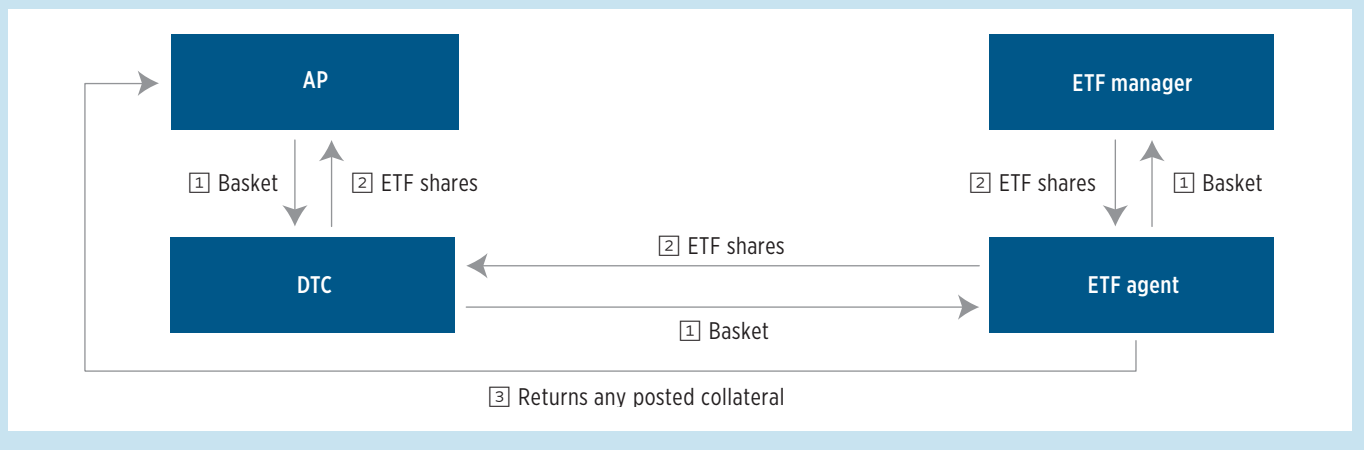 AP
ETF manager
1 Basket
2 ETF shares
2 ETF shares
1 Basket
2 ETF shares
DTC
ETF agent
1 Basket
3 Returns any posted collateral